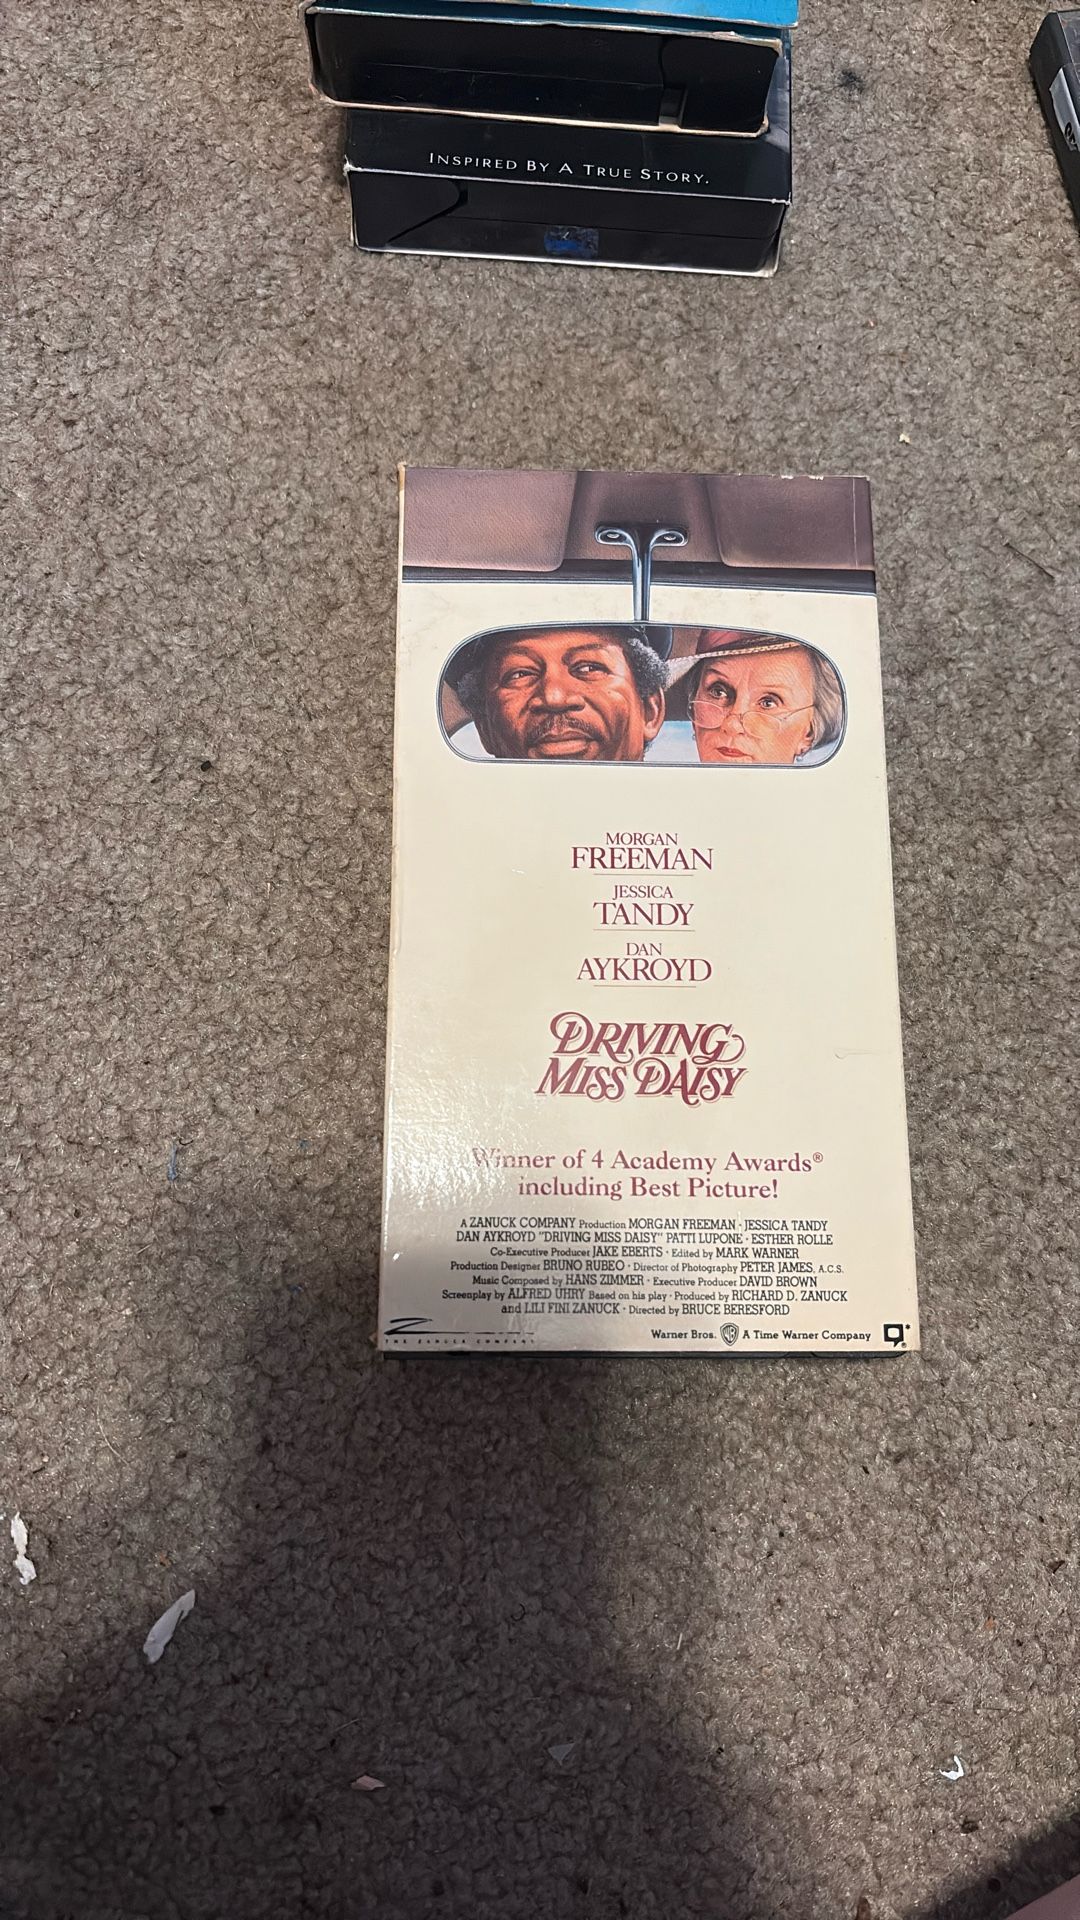 INSPIRED BY A TRUE STORY.
MORGAN
FREEMAN
JESSICA
TANDY
DAN
AYKROYD
DRIVING
MISS DAISY
Winner of 4 Academy Awards®
including Best Picture!
A ZANUCK COMPANY Production MORGAN FREEMAN · JESSICA TANDY
DAN AYKROYD "DRIVING MISS DAISY" PATTI LUPONE · ESTHER ROLLE
Co-Executive Producer JAKE EBERTS · Edited by MARK WARNER
Production Designer BRUNO RUBEO · Director of Photography PETER JAMES, A.C.S.
Music Composed by HANS ZIMMER · Executive Producer DAVID BROWN
Screenplay by ALFRED UHRY Based on his play · Produced by RICHARD D. ZANUCK
and LILI FINI ZANUCK · Directed by BRUCE BERESFORD
THE ZANUCK COMPANY
Warner Bros. WB A Time Warner Company